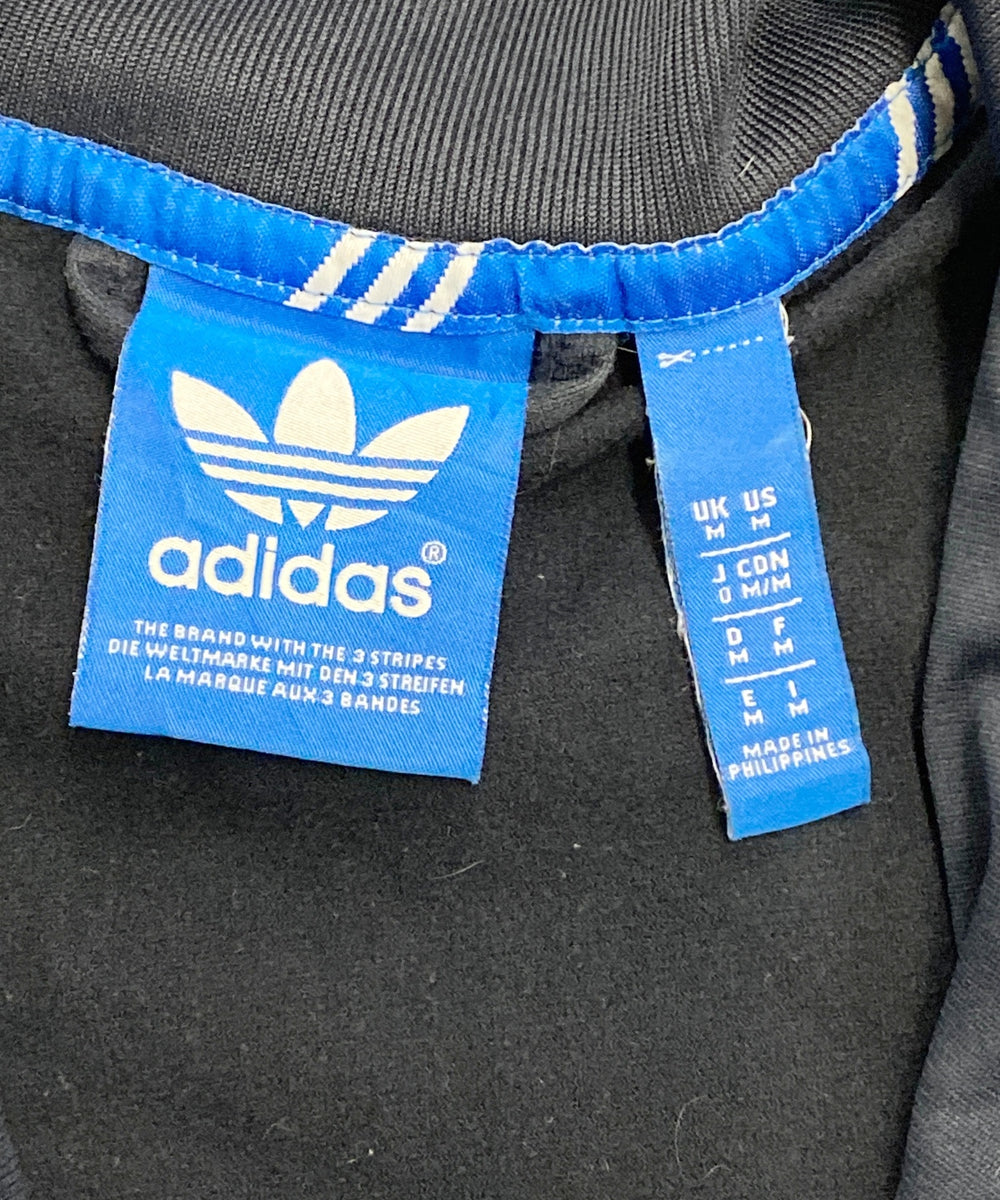 adidas®
THE BRAND WITH THE 3 STRIPES
DIE WELTMARKE MIT DEN 3 STREIFEN
LA MARQUE AUX 3 BANDES
UK US
M M
J CDN
O M/M
D F
M M
E I
M M
MADE IN
PHILIPPINES